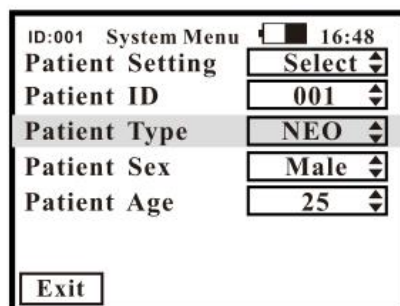 ID:001 System Menu 16:48
Patient Setting Select
Patient ID 001
Patient Type NEO
Patient Sex Male
Patient Age 25
Exit